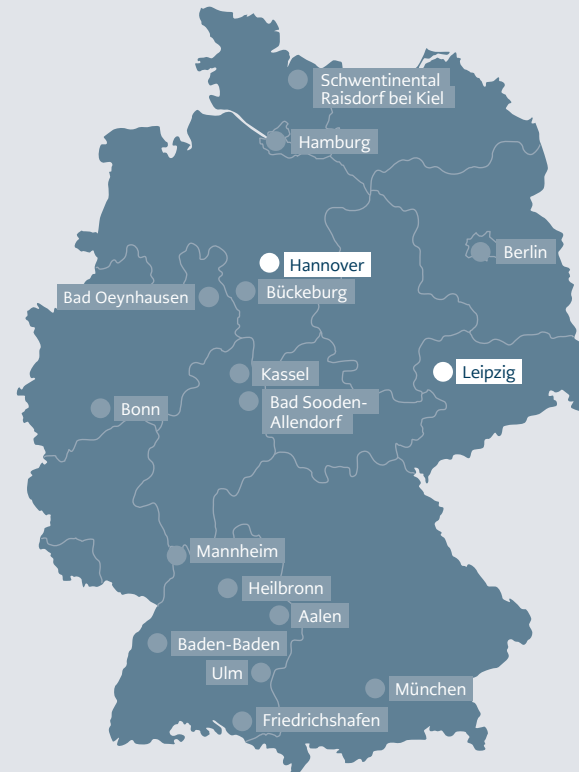 Schwentinental
Raisdorf bei Kiel
Hamburg
Berlin
Hannover
Bückeburg
Bad Oeynhausen
Leipzig
Kassel
Bad Sooden-
Allendorf
Bonn
Mannheim
Heilbronn
Aalen
Baden-Baden
Ulm
München
Friedrichshafen